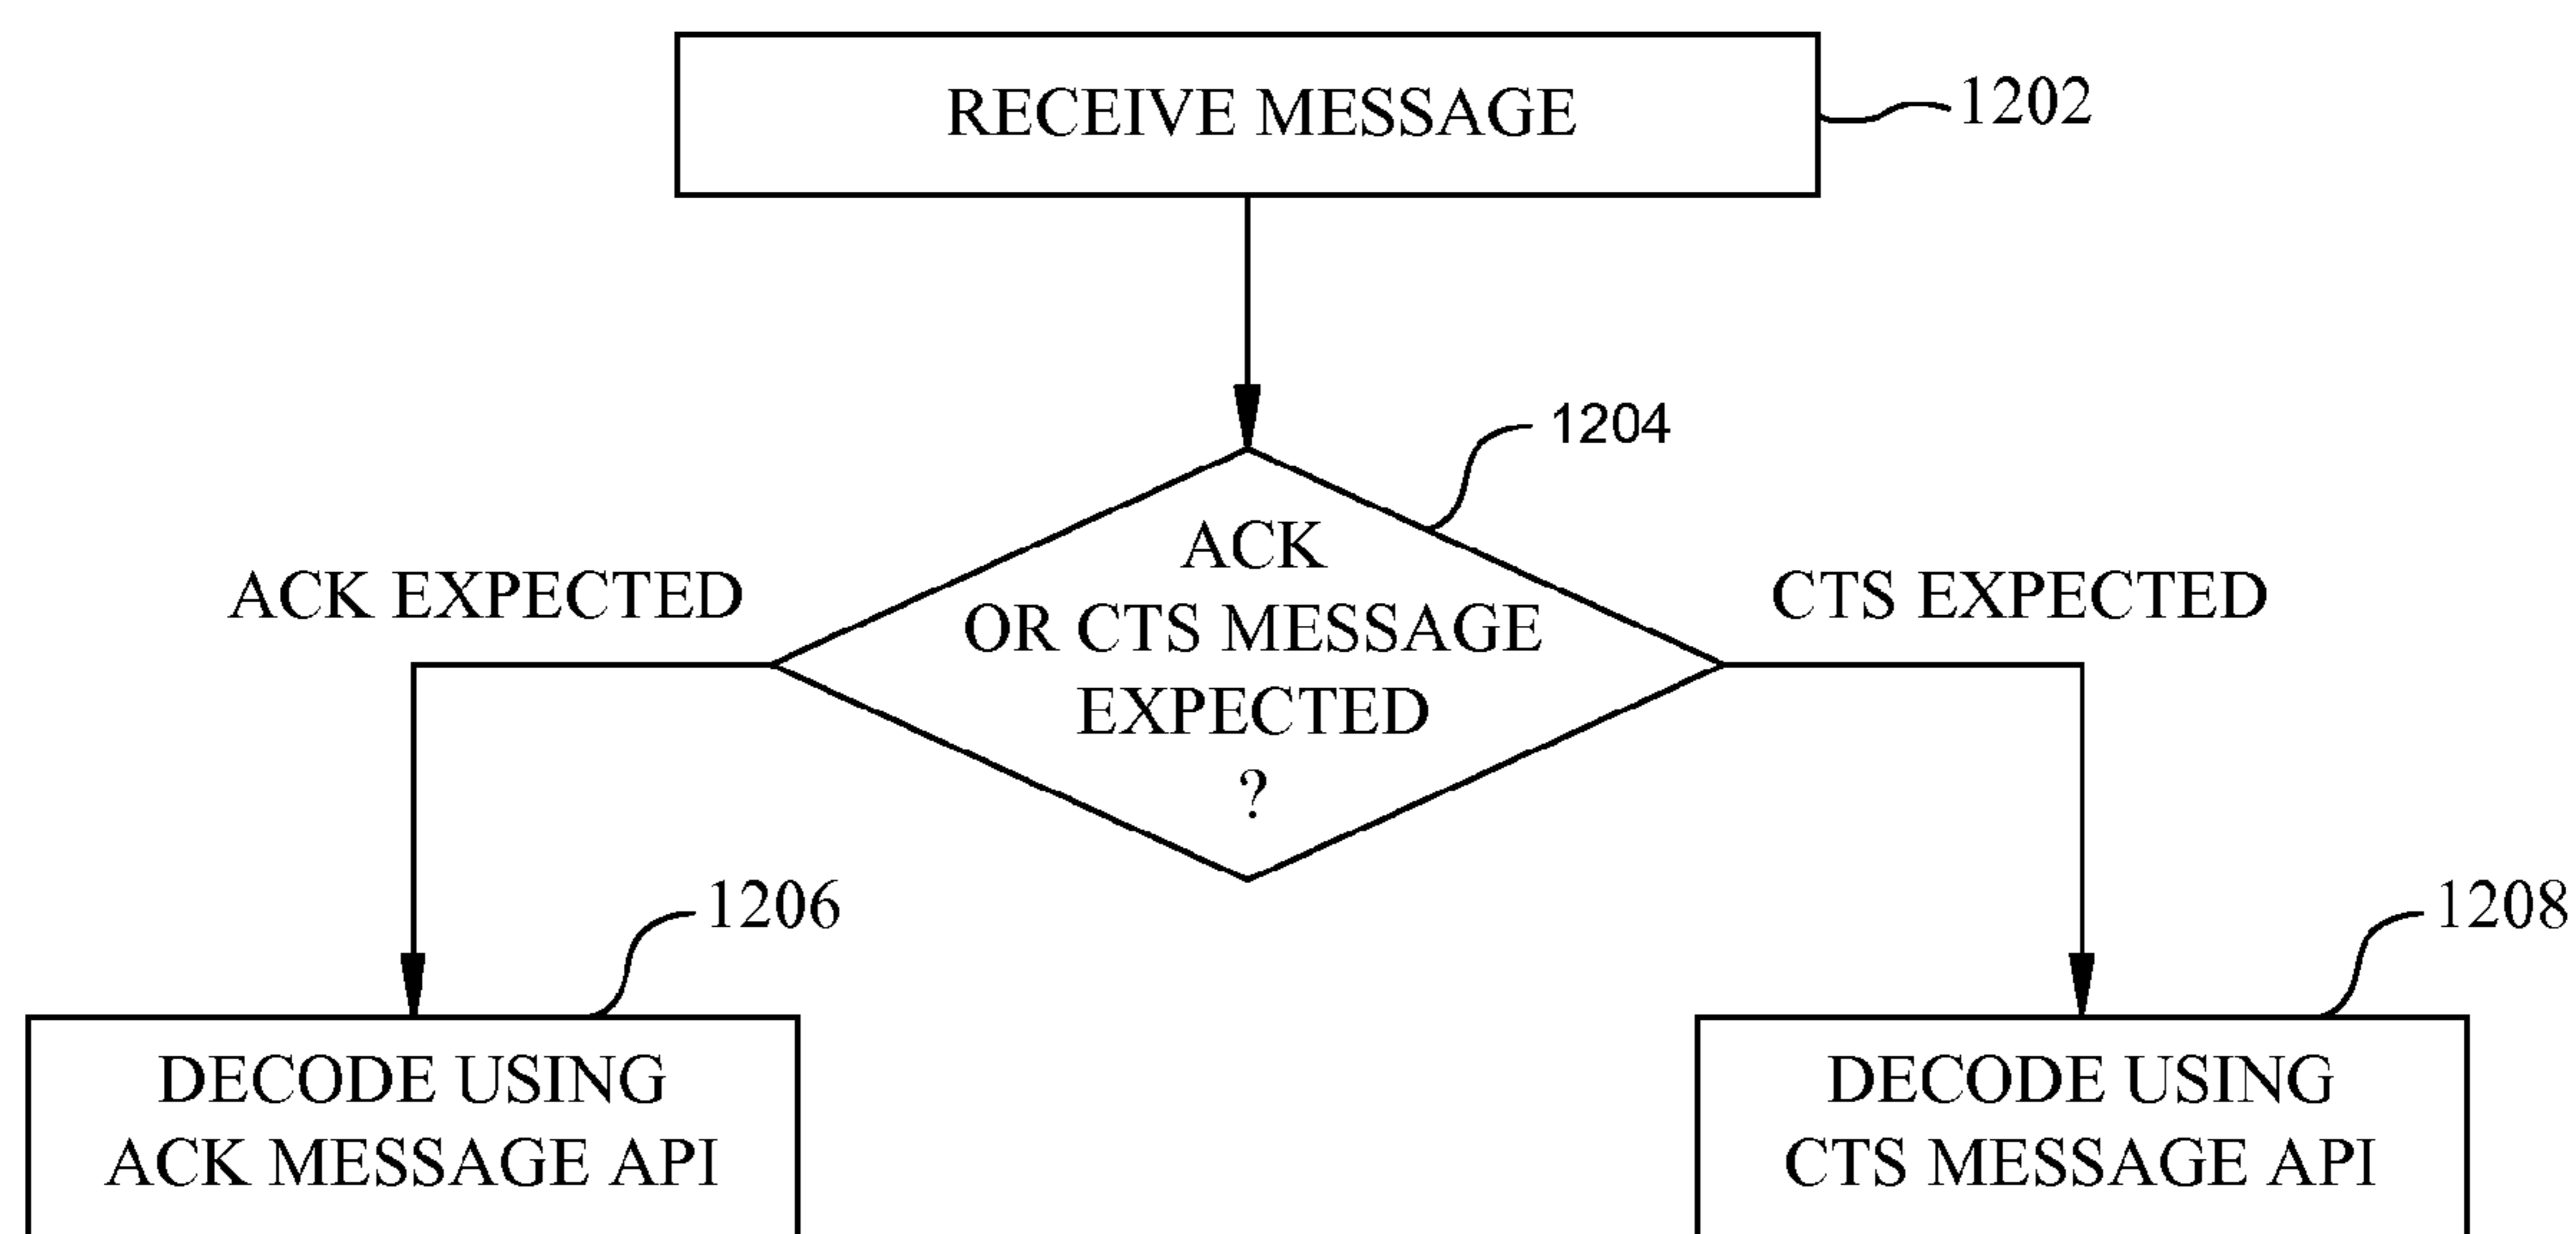 RECEIVE MESSAGE
1202
1204
ACK
OR CTS MESSAGE
EXPECTED
?
ACK EXPECTED
CTS EXPECTED
1206
1208
DECODE USING
ACK MESSAGE API
DECODE USING
CTS MESSAGE API